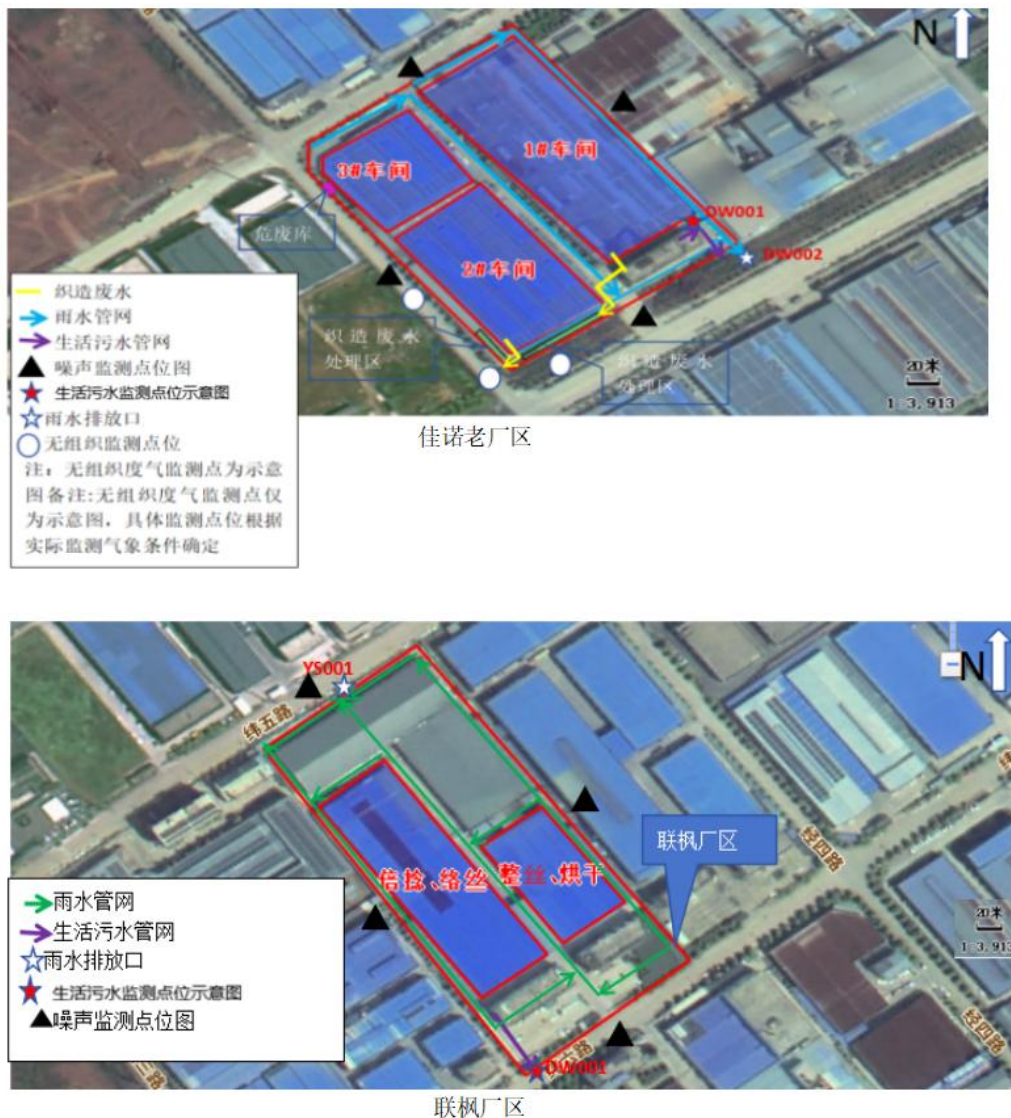 N
1#车间
3#车间
DW001
危废库
DW002
2#车间
织造废水
处理区
织造废水
处理区
20米
1:3,913
织造废水
雨水管网
生活污水管网
噪声监测点位图
生活污水监测点位示意图
雨水排放口
无组织监测点位
注：无组织度气监测点为示意
图备注:无组织度气监测点仅
为示意图，具体监测点位根据
实际监测气象条件确定
佳诺老厂区
YS001
N
纬五路
联枫厂区
经四路
倍捻、络丝
整丝、烘干
20米
1:3,913
雨水管网
生活污水管网
雨水排放口
生活污水监测点位示意图
噪声监测点位图
经四路
三路
DW001
联枫厂区